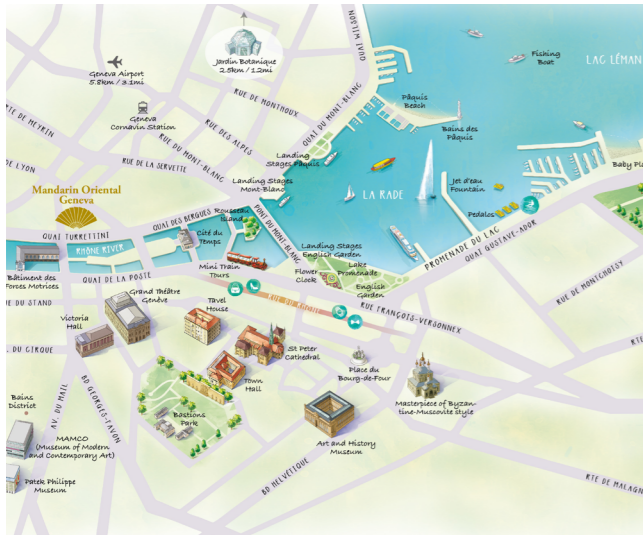 Jardin Botanique
2.5km / 1.2mi
QUAI WILSON
Fishing
Boat
LAC LÉMAN
Geneva Airport
5.8km / 3.1mi
Geneva
Cornavin Station
RUE DE MONTHOUX
Pâquis
Beach
Bains des
Pâquis
RTE DE MEYRIN
RUE DES ALPES
QUAI DU MONT-BLANC
RUE DU MONT-BLANC
Landing
Stages Pâquis
RUE DE LA SERVETTE
DE LYON
Baby Pla
Landing Stages
Mont-Blanc
LA RADE
Jet d'eau
Fountain
Mandarin Oriental
Geneva
Pedalos
QUAI DES BERGUES
Rousseau
Island
PONT DU MONT-BLANC
QUAI TURRETTINI
Cité du
Temps
PROMENADE DU LAC
QUAI GUSTAVE-ADOR
RHÔNE RIVER
Landing Stages
English Garden
Mini Train
Tours
Flower
Clock
Lake
Promenade
English
Garden
RUE DE MONTCHOISY
Bâtiment des
Forces Motrices
QUAI DE LA POSTE
Grand Théâtre
Genève
RUE DU RHÔNE
RUE FRANÇOIS-VERSONNEX
UE DU STAND
Victoria
Hall
Tavel
House
RTE
St Peter
Cathedral
. DU CIRQUE
Place du
Bourg-de-Four
Town
Hall
Bains
District
AV. DU MAIL
BD GEORGES-FAVON
Masterpiece of Byzan-
tine-Muscovite style
Bastions
Park
MAMCO
(Museum of Modern
and Contemporary Art)
Art and History
Museum
Patek Philippe
Museum
BD HELVÉTIQUE
RTE DE MALAGN